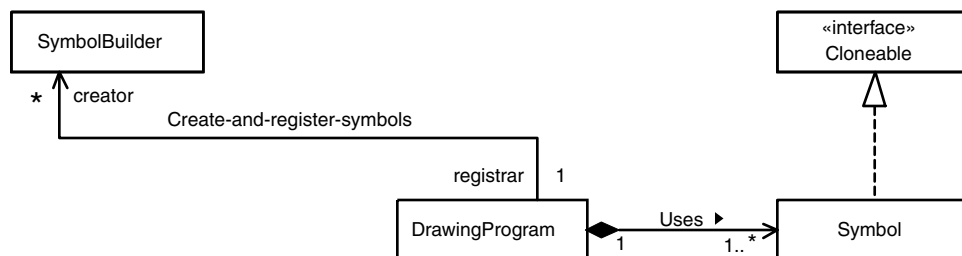 «interface»
SymbolBuilder
Cloneable
* creator
Create-and-register-symbols
registrar 1
DrawingProgram
Uses
Symbol
1
1.. *